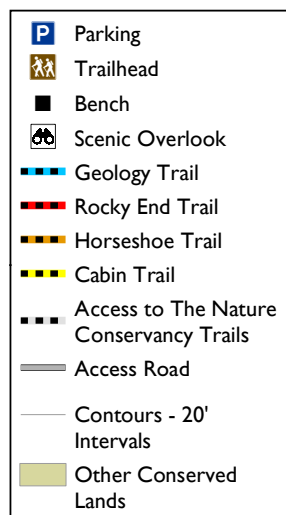 P Parking
Trailhead
Bench
Scenic Overlook
Geology Trail
Rocky End Trail
Horseshoe Trail
Cabin Trail
Access to The Nature
Conservancy Trails
Access Road
Contours - 20'
Intervals
Other Conserved
Lands